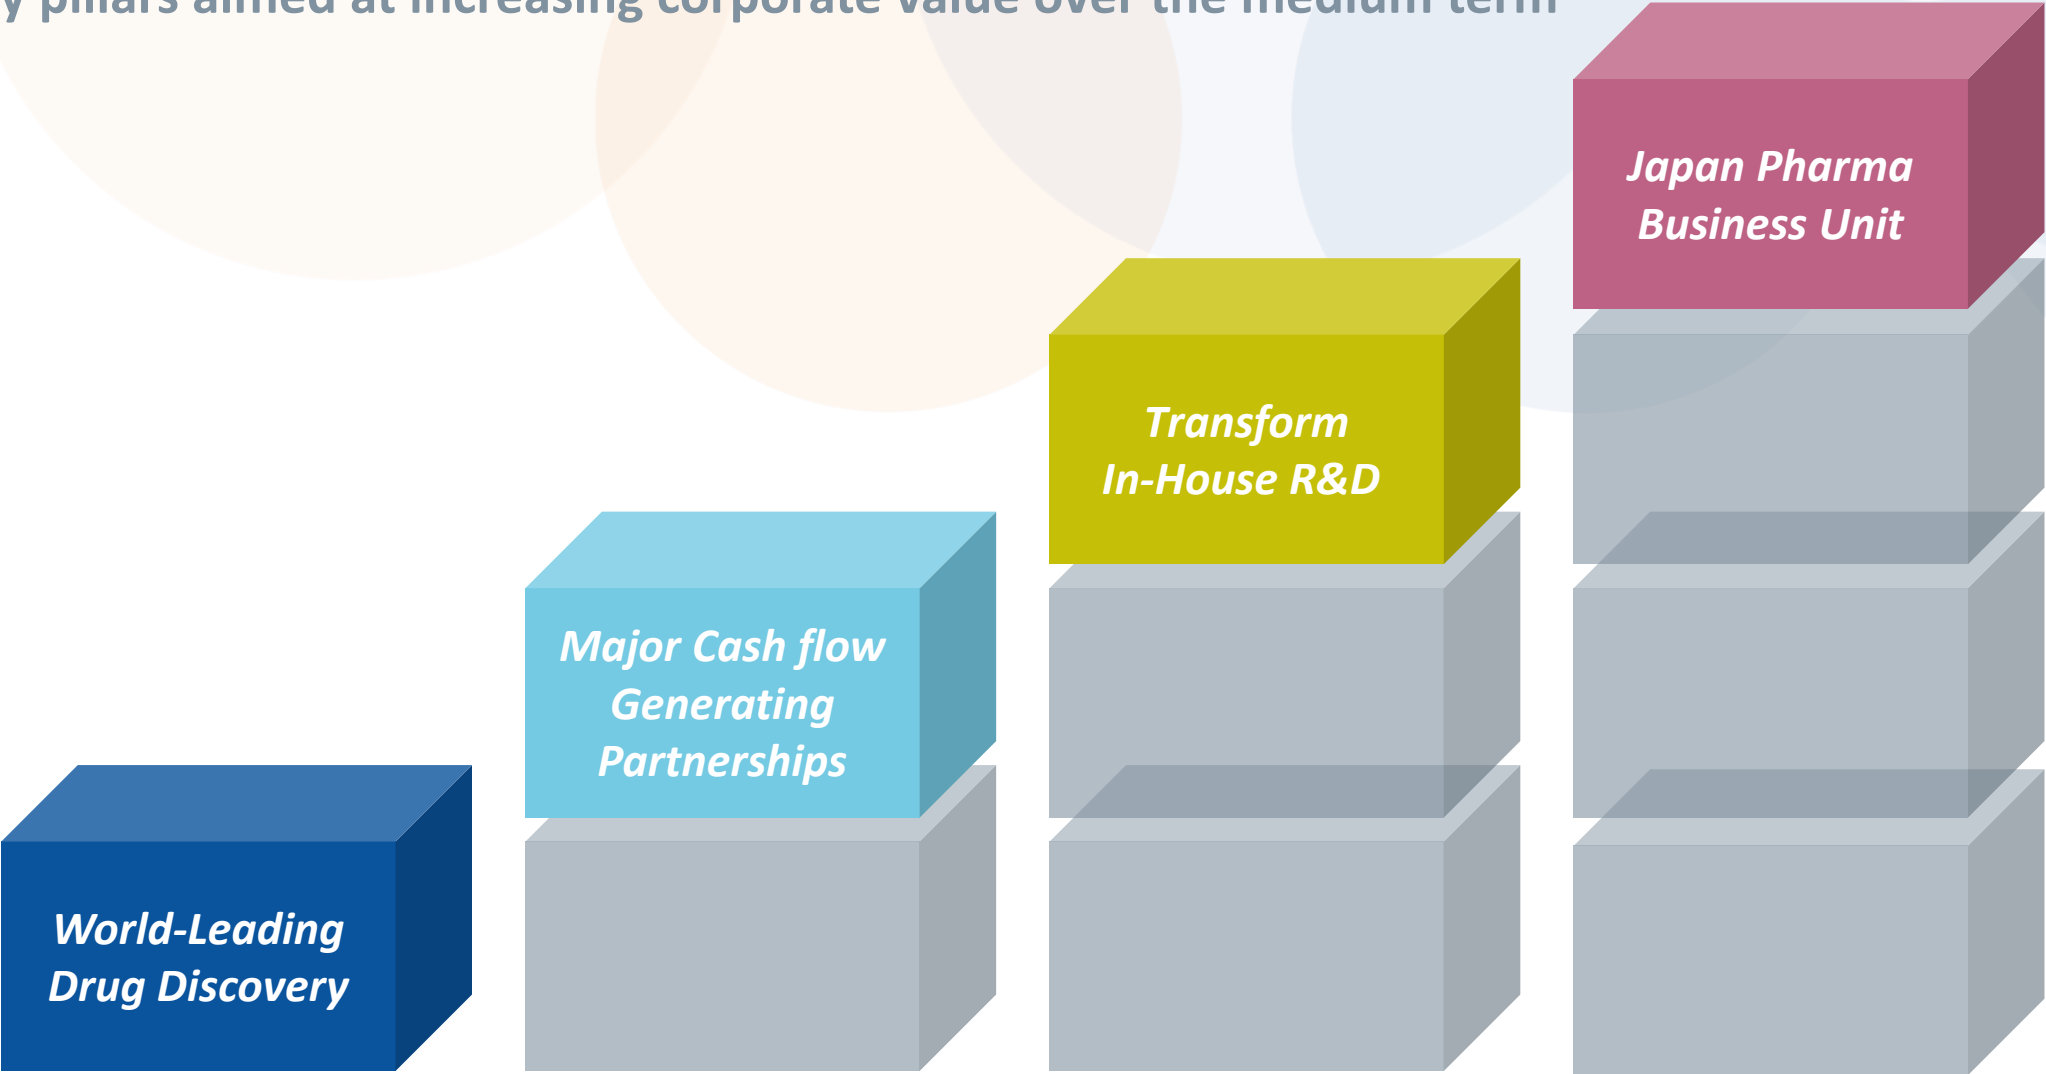 y pillars aimed at increasing corporate value over the medium term
Japan Pharma
Business Unit
Transform
In-House R&D
Major Cash flow
Generating
Partnerships
World-Leading
Drug Discovery